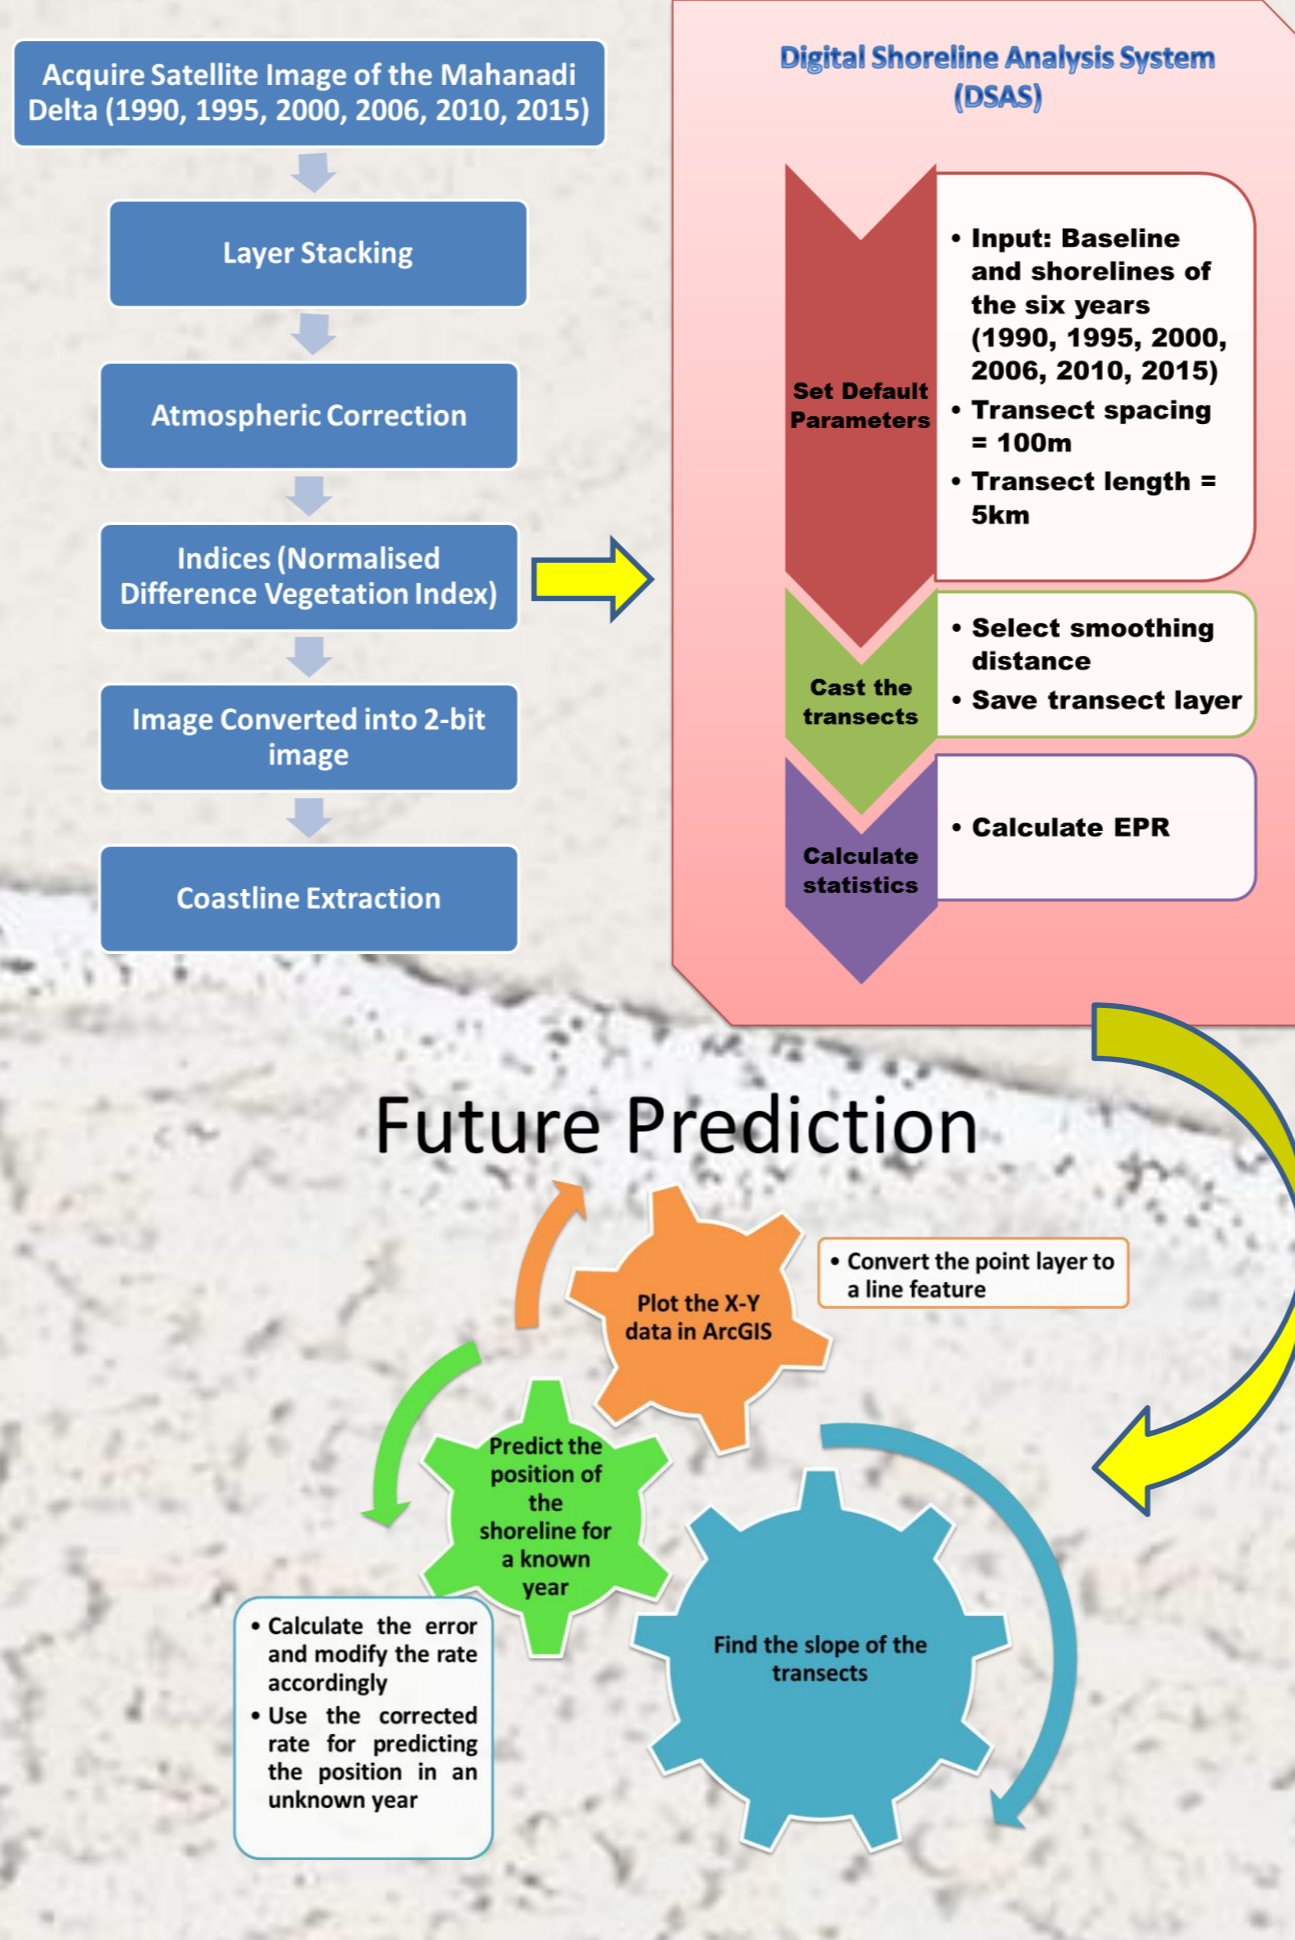 Acquire Satellite Image of the Mahanadi
Delta (1990, 1995, 2000, 2006, 2010, 2015)
Layer Stacking
Atmospheric Correction
Indices (Normalised
Difference Vegetation Index)
Image Converted into 2-bit
image
Coastline Extraction
Digital Shoreline Analysis System
(DSAS)
Set Default
Parameters
• Input: Baseline
and shorelines of
the six years
(1990, 1995, 2000,
2006, 2010, 2015)
• Transect spacing
= 100m
• Transect length =
5km
Cast the
transects
• Select smoothing
distance
• Save transect layer
Calculate
statistics
• Calculate EPR
Future Prediction
Plot the X-Y
data in ArcGIS
• Convert the point layer to
a line feature
Predict the
position of
the
shoreline for
a known
year
• Calculate the error
and modify the rate
accordingly
• Use the corrected
rate for predicting
the position in an
unknown year
Find the slope of the
transects